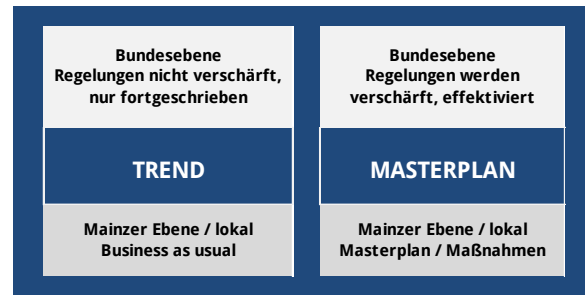 Bundesebene
Regelungen nicht verschärft,
nur fortgeschrieben
TREND
Mainzer Ebene / lokal
Business as usual
Bundesebene
Regelungen werden
verschärft, effektiviert
MASTERPLAN
Mainzer Ebene / lokal
Masterplan / Maßnahmen